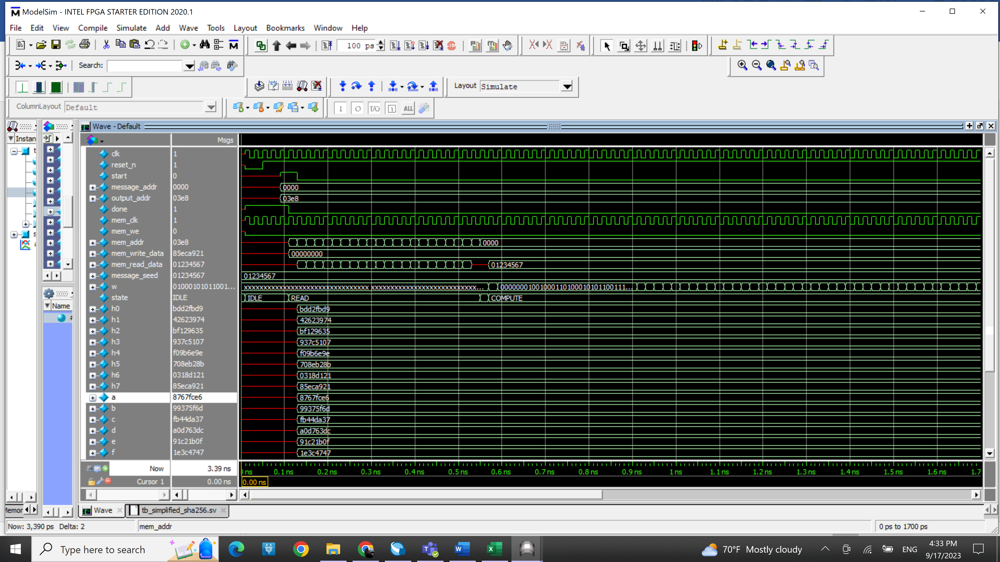 ModelSim - INTEL FPGA STARTER EDITION 2020.1
File Edit View Compile Simulate Add Wave Tools Layout Bookmarks Window Help
100 ps
Search:
Layout Simulate
ColumnLayout Default
ALL
Wave - Default
Instan
Msgs
clk 1
reset_n 1
start 0
message_addr 0000 0000
output_addr 03e8 03e8
done 1
mem_clk 1
mem_we 0
mem_addr 03e8 0000
mem_write_data 85eca921 00000000
mem_read_data 01234567 01234567
message_seed 01234567 01234567
w 01000101011001... xxxxxxxxxxxxxxxxxxxxxxxxxxxxxxxx xxxxxxxxxxxxxxxxxxxxxxxxxxx... 00000001001000110100010101100111...
state IDLE IDLE READ COMPUTE
Name
h0 bdd2fbd9 bdd2fbd9
h1 42623974 42623974
h2 bf129635 bf129635
h3 937c5107 937c5107
h4 f09b6e9e f09b6e9e
h5 708eb28b 708eb28b
h6 0318d121 0318d121
h7 85eca921 85eca921
a 8767fce6 8767fce6
b 99375f6d 99375f6d
c fb44da37 fb44da37
d a0d763dc a0d763dc
e 91c21b0f 91c21b0f
f 1e3c4747 1e3c4747
Now 3.39 ns ns 0.1 ns 0.2 ns 0.3 ns 0.4 ns 0.5 ns 0.6 ns 0.7 ns 0.8 ns 0.9 ns 1 ns 1.1 ns 1.2 ns 1.3 ns 1.4 ns 1.5 ns 1.6 ns 1.7
Cursor 1 0.00 ns 0.00 ns
Wave tb_simplified_sha256.sv
Now: 3,390 ps Delta: 2 mem_addr 0 ps to 1700 ps
Type here to search
70°F Mostly cloudy
ENG
4:33 PM
9/17/2023